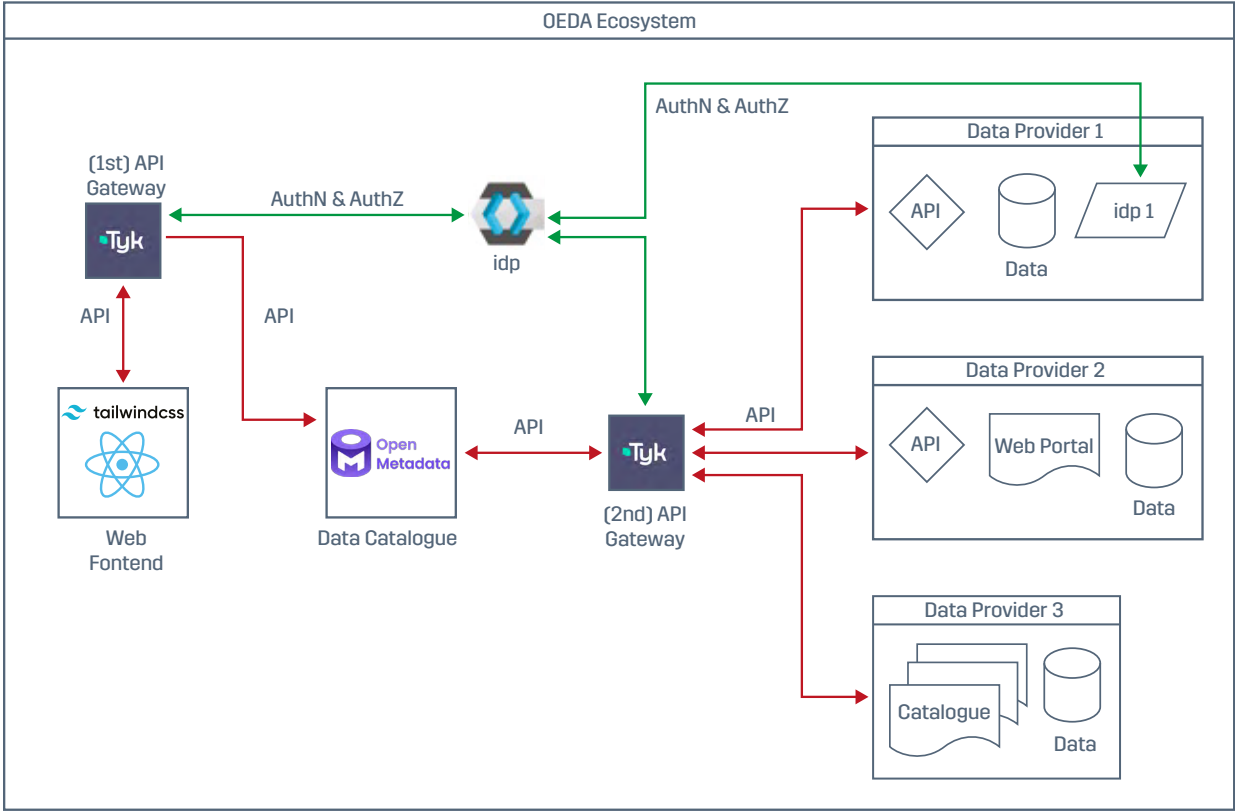 OEDA Ecosystem
AuthN & AuthZ
Data Provider 1
(1st) API
Gateway
AuthN & AuthZ
API
idp 1
Tyk
idp
Data
API
API
Data Provider 2
tailwindcss
API
API
API
Web Portal
Open
Metadata
Tyk
Data
Web
Fontend
Data Catalogue
(2nd) API
Gateway
Data Provider 3
Catalogue
Data